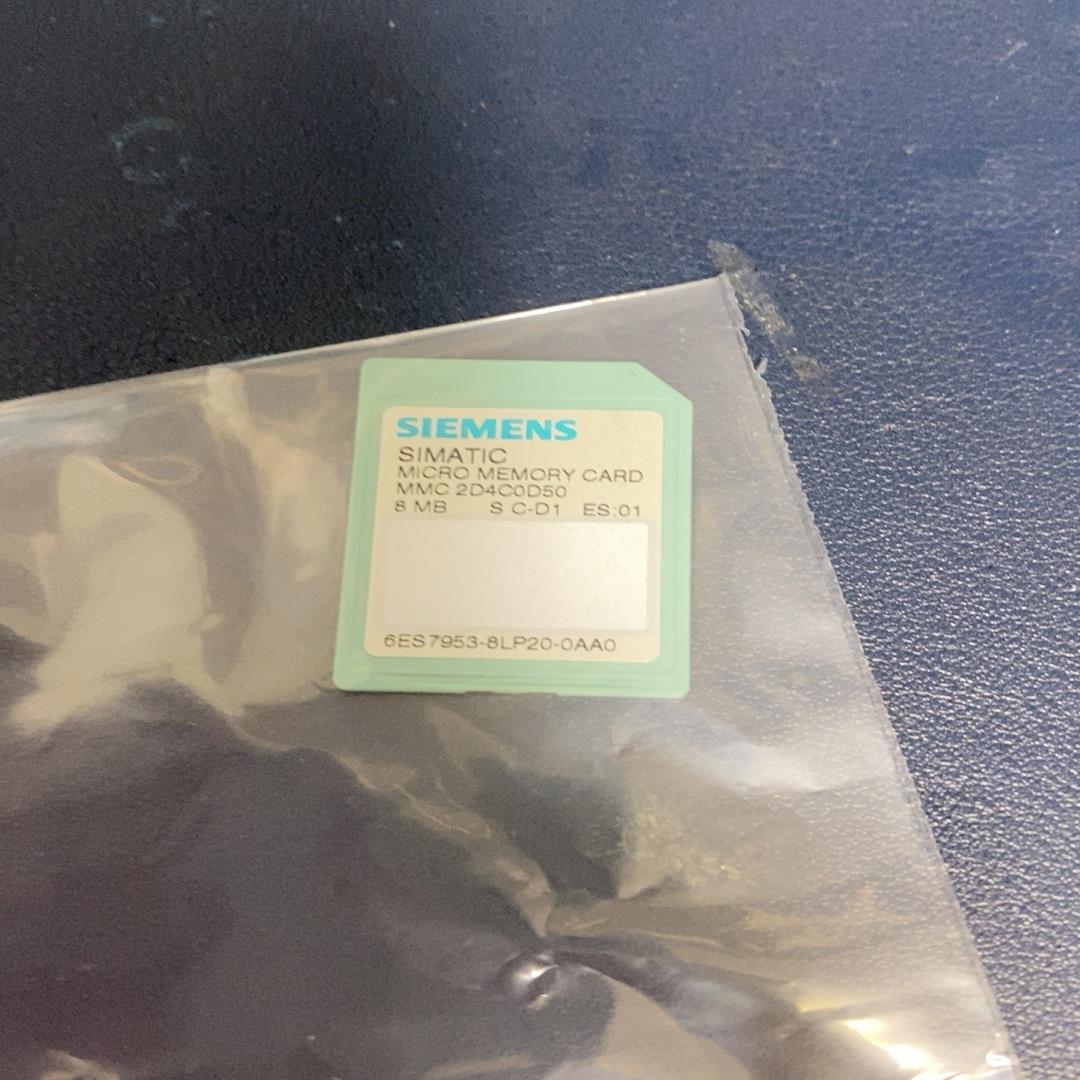 SIEMENS
SIMATIC
MICRO MEMORY CARD
MMC 2D4C0D50
8 MB S C-D1 ES:01
6ES7953-8LP20-0AA0